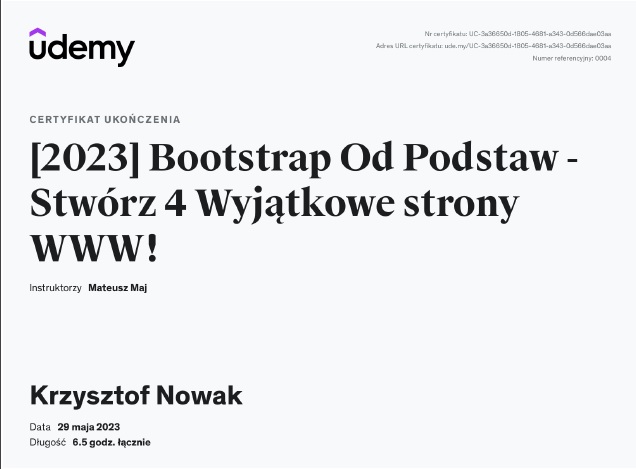 udemy
Nr certyfikatu: UC-3a36650d-1805-4681-a343-0d566dae03aa
Adres URL certyfikatu: ude.my/UC-3a36650d-1805-4681-a343-0d566dae03aa
Numer referencyjny: 0004
CERTYFIKAT UKOŃCZENIA
[2023] Bootstrap Od Podstaw -
Stwórz 4 Wyjątkowe strony
WWW!
Instruktorzy Mateusz Maj
Krzysztof Nowak
Data 29 maja 2023
Długość 6.5 godz. łącznie